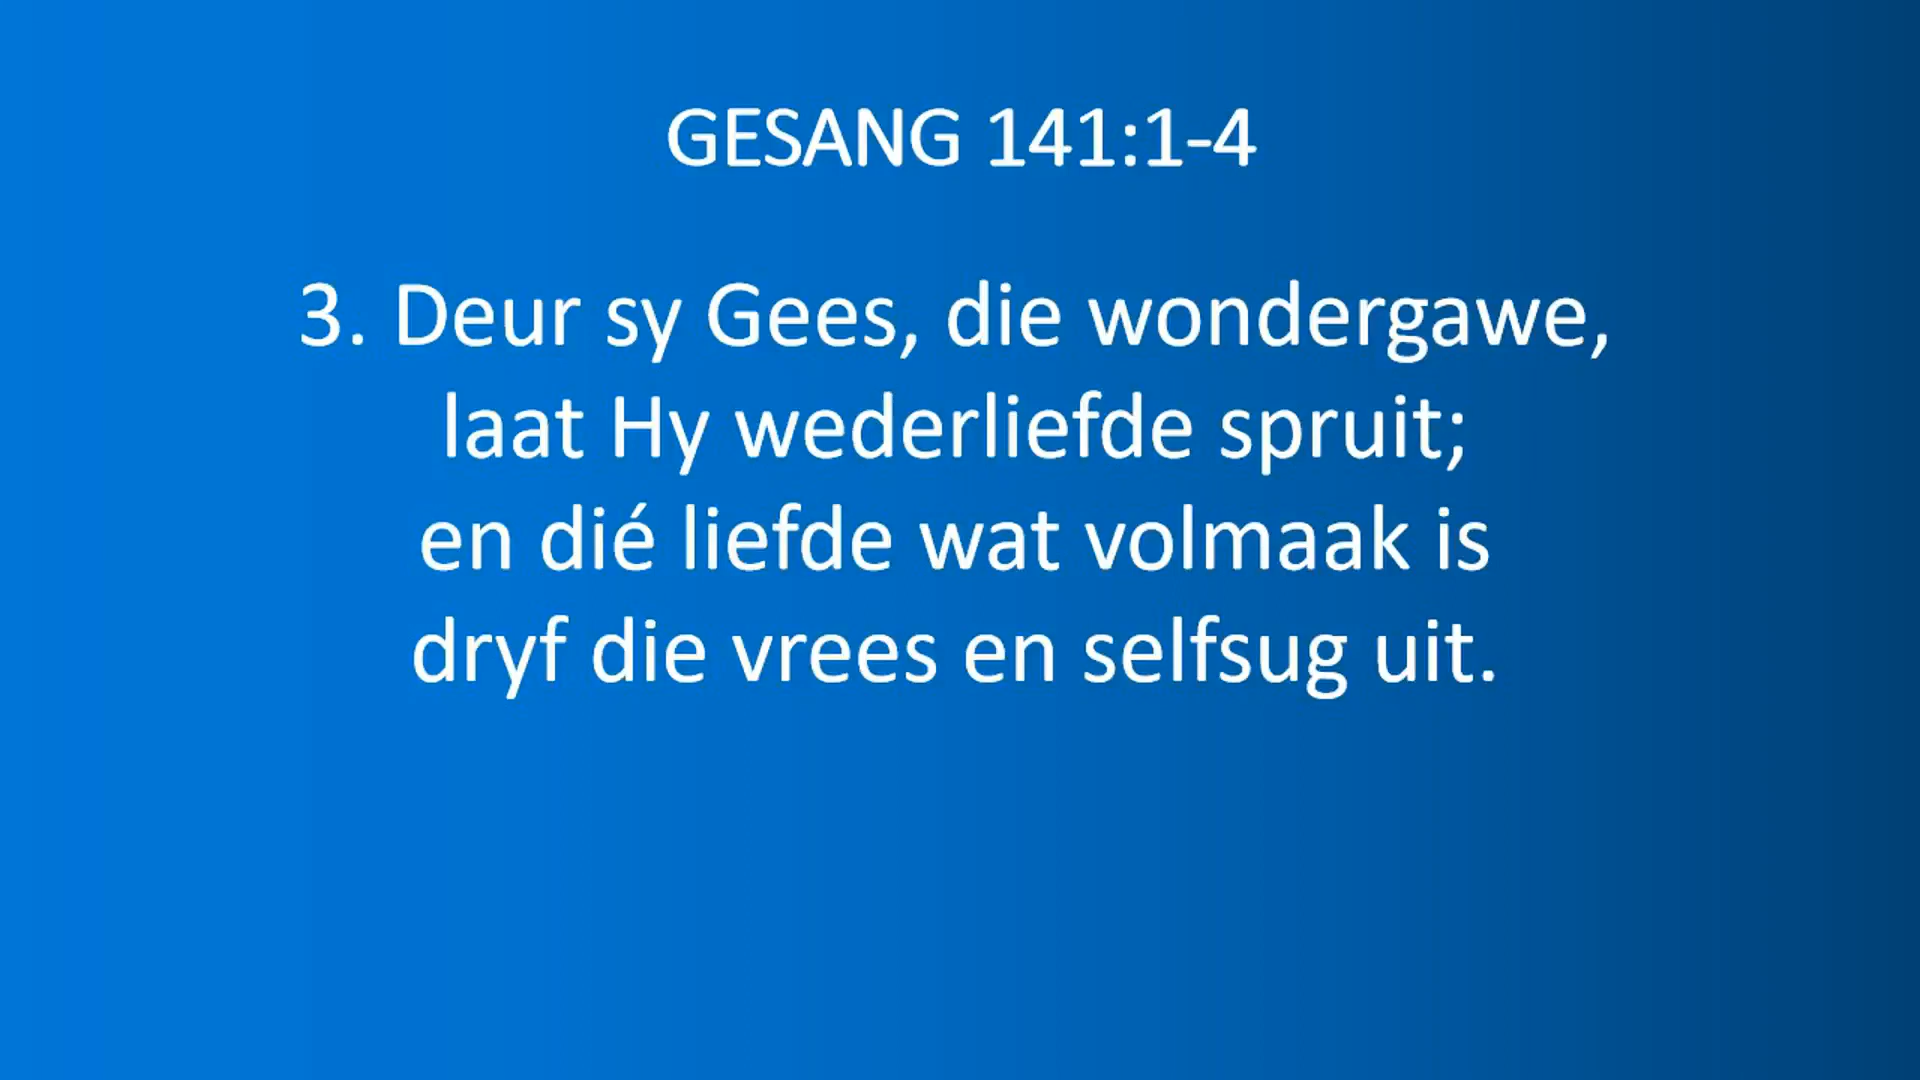 GESANG 141:1-4
3. Deur sy Gees, die wondergawe,
laat Hy wederliefde spruit;
en dié liefde wat volmaak is
dryf die vrees en selfsug uit.